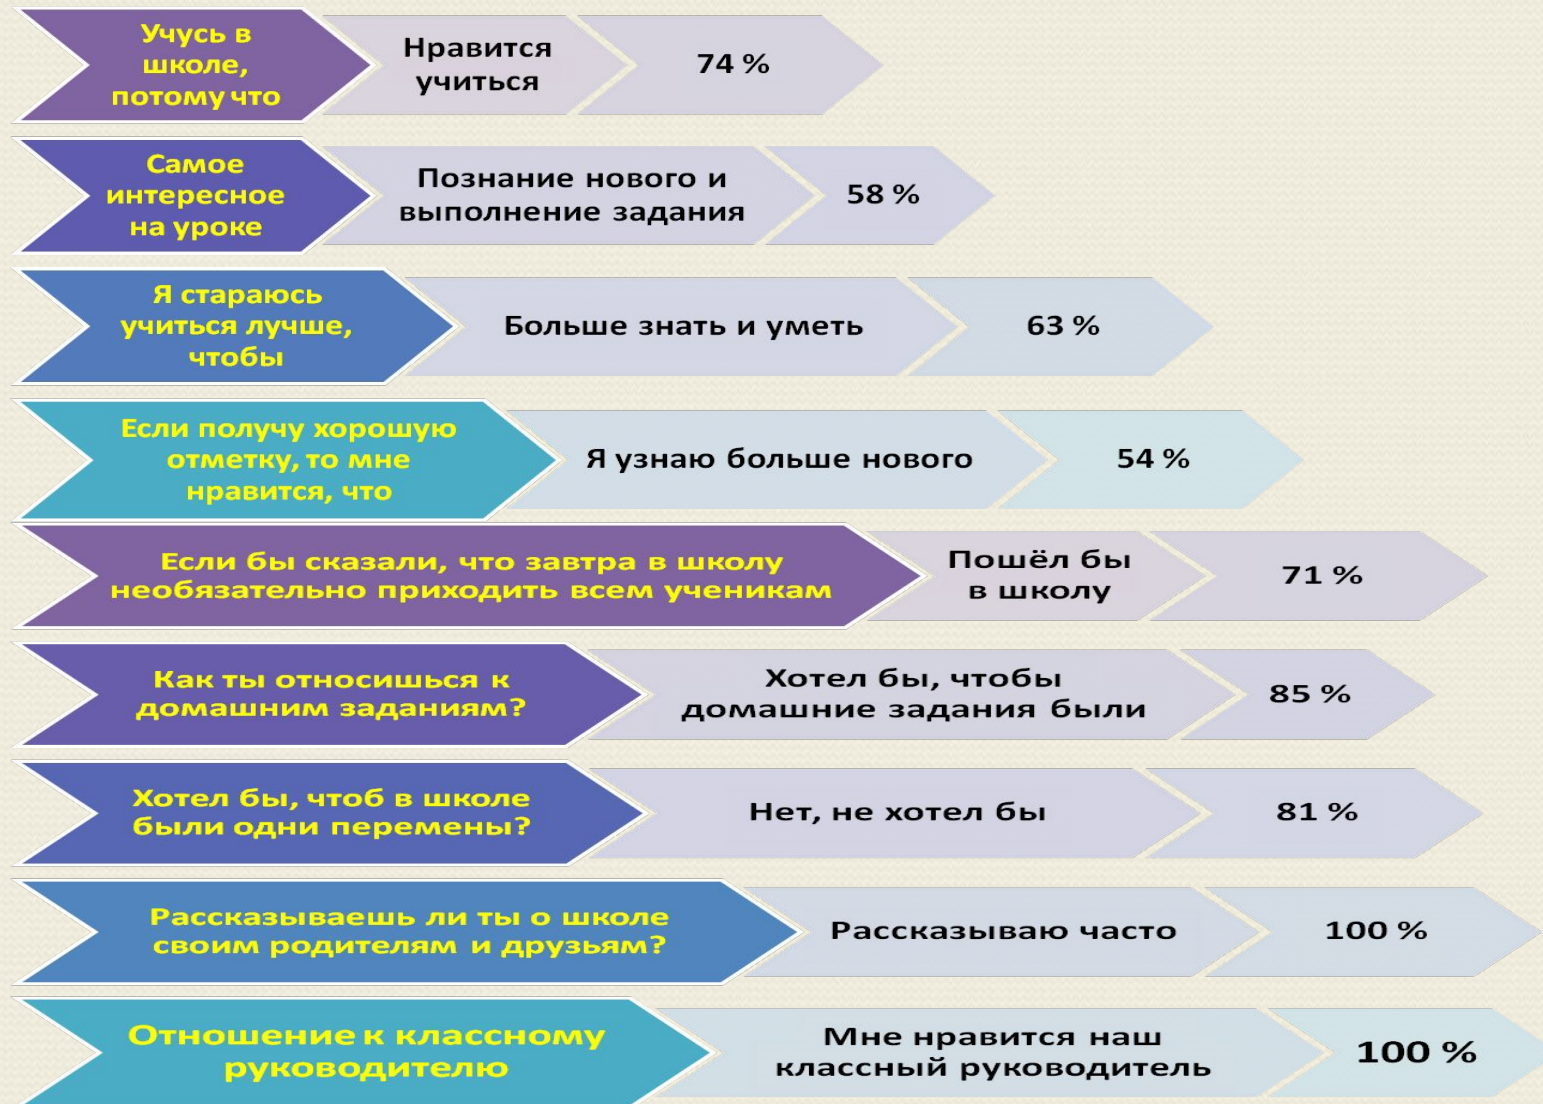 Учусь в
школе,
потому что
Нравится
учиться
74 %
Самое
интересное
на уроке
Познание нового и
выполнение задания
58 %
Я стараюсь
учиться лучше,
чтобы
Больше знать и уметь
63 %
Если получу хорошую
отметку, то мне
нравится, что
Я узнаю больше нового
54 %
Если бы сказали, что завтра в школу
необязательно приходить всем ученикам
Пошёл бы
в школу
71 %
Как ты относишься к
домашним заданиям?
Хотел бы, чтобы
домашние задания были
85 %
Хотел бы, чтоб в школе
были одни перемены?
Нет, не хотел бы
81 %
Рассказываешь ли ты о школе
своим родителям и друзьям?
Рассказываю часто
100 %
Отношение к классному
руководителю
Мне нравится наш
классный руководитель
100 %